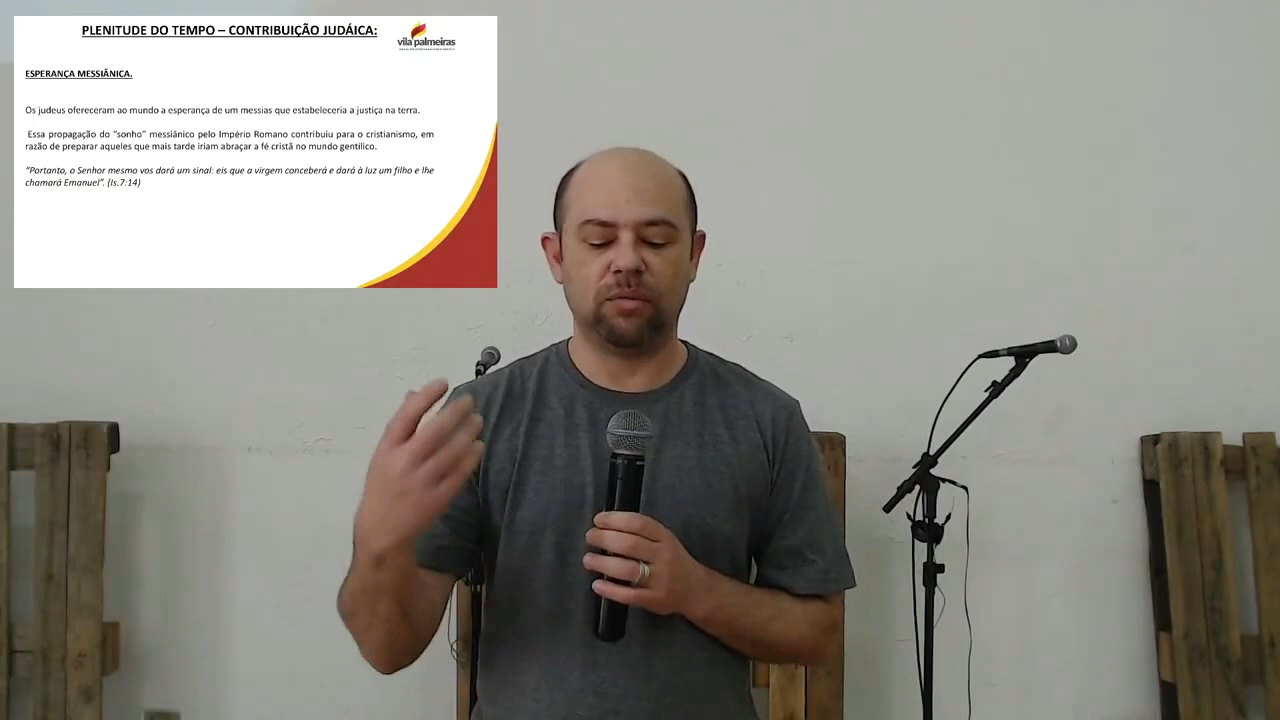 PLENITUDE DO TEMPO – CONTRIBUIÇÃO JUDÁICA:
vila palmeiras
ESPERANÇA MESSIÂNICA.
Os judeus ofereceram ao mundo a esperança de um messias que estabeleceria a justiça na terra.
Essa propagação do “sonho” messiânico pelo Império Romano contribuiu para o cristianismo, em
razão de preparar aqueles que mais tarde iriam abraçar a fé cristã no mundo gentílico.
“Portanto, o Senhor mesmo vos dará um sinal: eis que a virgem conceberá e dará à luz um filho e lhe
chamará Emanuel”. (Is.7:14)